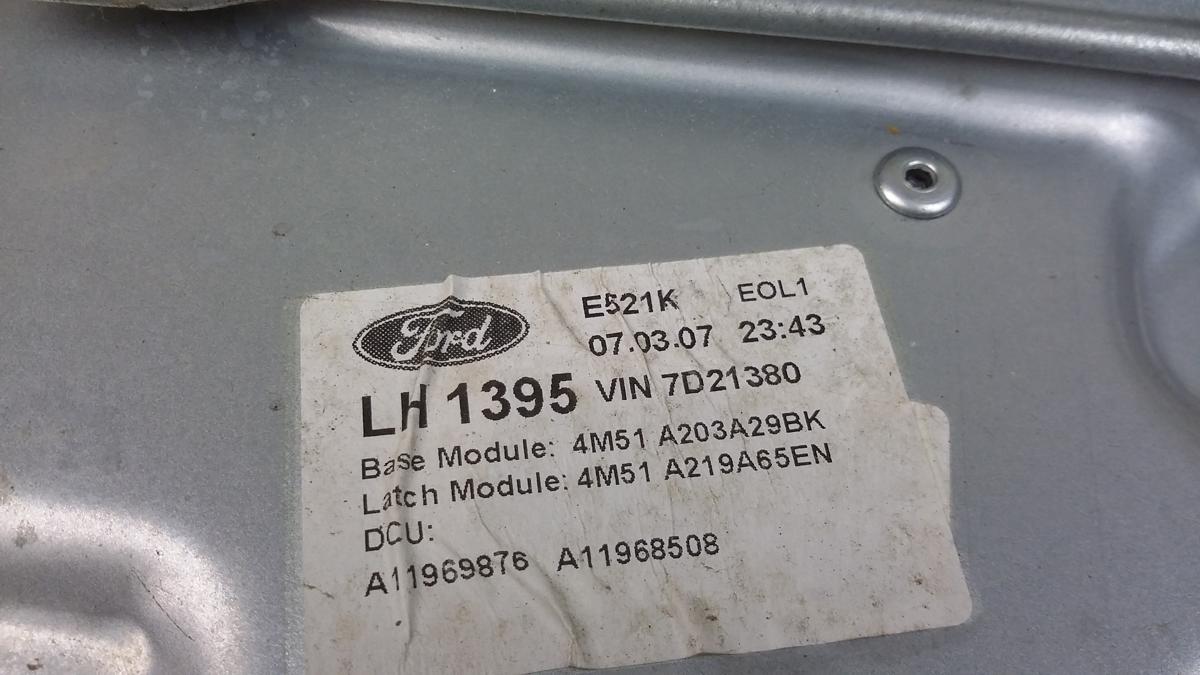 Ford E521K EOL1
07.03.07 23:43
LH 1395 VIN 7D21380
Base Module: 4M51 A203A29BK
Latch Module: 4M51 A219A65EN
DCU:
A11969876 A11968508